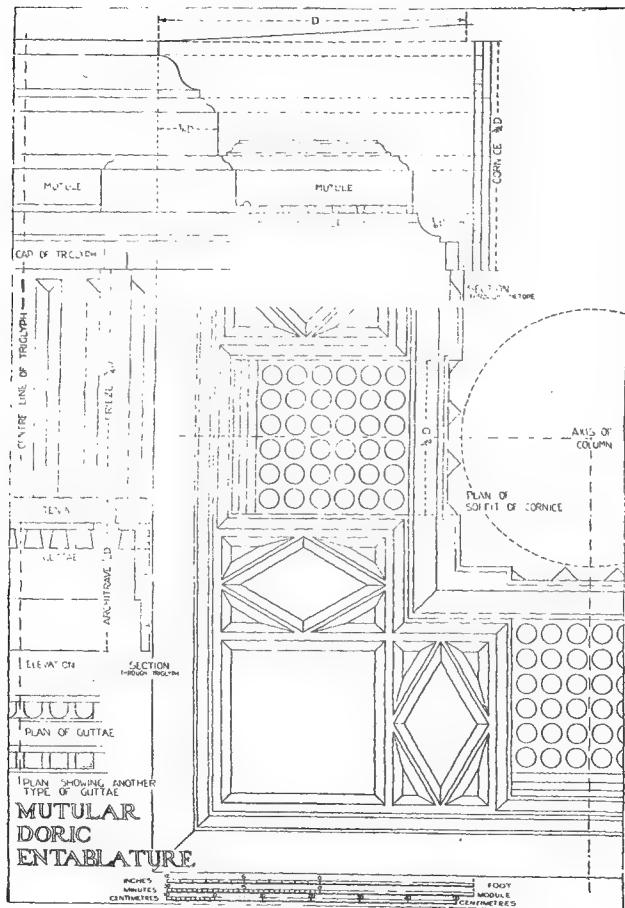 D
CORNICE ¾D
MUTULE
MUTULE
CAP OF TRIGLYPH
SECTION
THROUGH METOPE
CENTRE LINE OF TRIGLYPH
FRIEZE
AXIS OF
COLUMN
PLAN OF
SOFFIT OF CORNICE
TENIA
GUTTAE
ARCHITRAVE
ELEVATION
SECTION
THROUGH TRIGLYPH
PLAN OF GUTTAE
PLAN SHOWING ANOTHER
TYPE OF GUTTAE
MUTULAR
DORIC
ENTABLATURE
INCHES
MINUTES
CENTIMETRES
FOOT
MODULE
CENTIMETRES